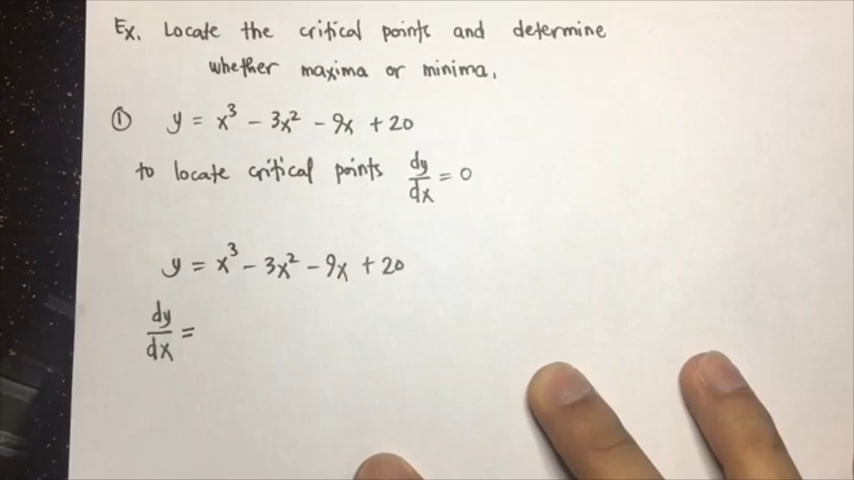 Ex. Locate the critical points and determine
whether maxima or minima.
① y = x³ - 3x² - 9x + 20
to locate critical points dy/dx = 0
y = x³ - 3x² - 9x + 20
dy/dx =